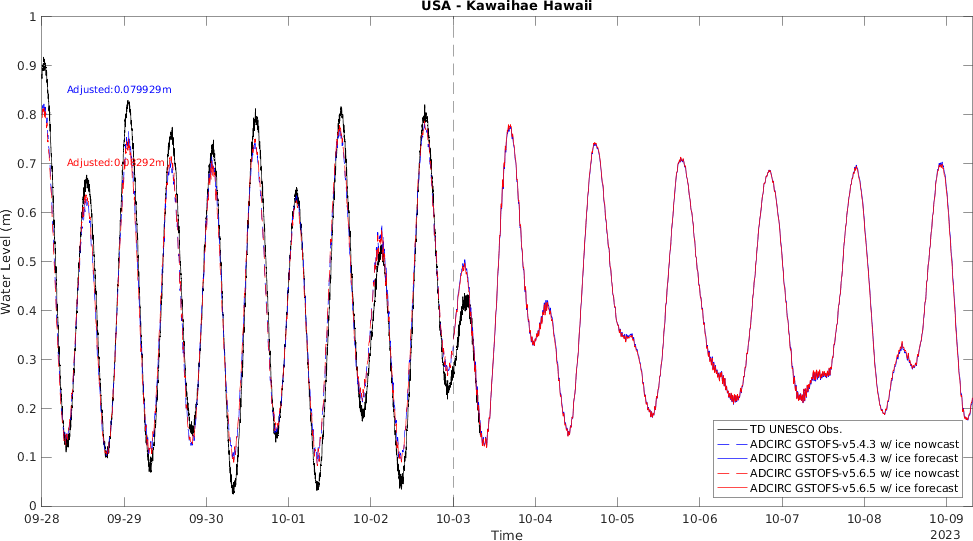 USA - Kawaihae Hawaii
1
0.9
Adjusted:0.079929m
0.8
0.7
Adjusted:0.08292m
0.6
0.5
0.4
0.3
0.2
0.1
0
Water Level (m)
TD UNESCO Obs.
ADCIRC GSTOFS-v5.4.3 w/ ice nowcast
ADCIRC GSTOFS-v5.4.3 w/ ice forecast
ADCIRC GSTOFS-v5.6.5 w/ ice nowcast
ADCIRC GSTOFS-v5.6.5 w/ ice forecast
09-28 09-29 09-30 10-01 10-02 10-03 10-04 10-05 10-06 10-07 10-08 10-09
2023
Time